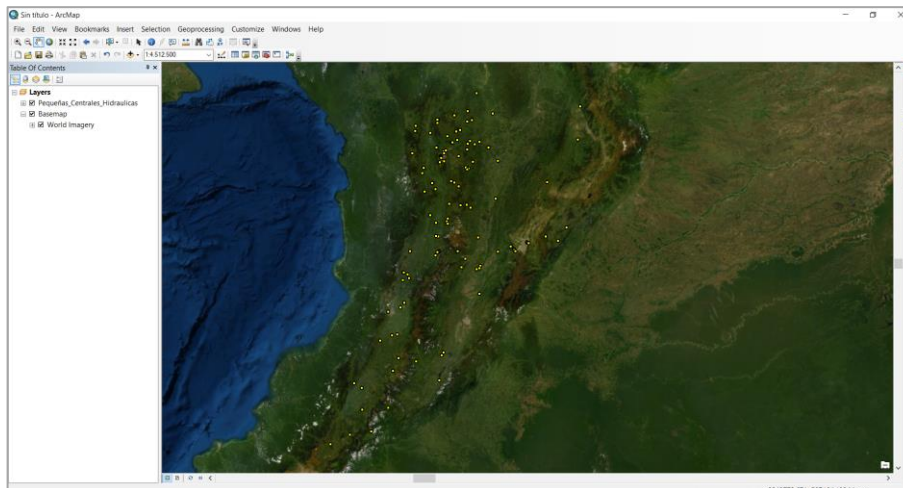 Sin título - ArcMap
File Edit View Bookmarks Insert Selection Geoprocessing Customize Windows Help
1:4.512.500
Table Of Contents
Layers
Pequeñas_Centrales_Hidraulicas
Basemap
World Imagery